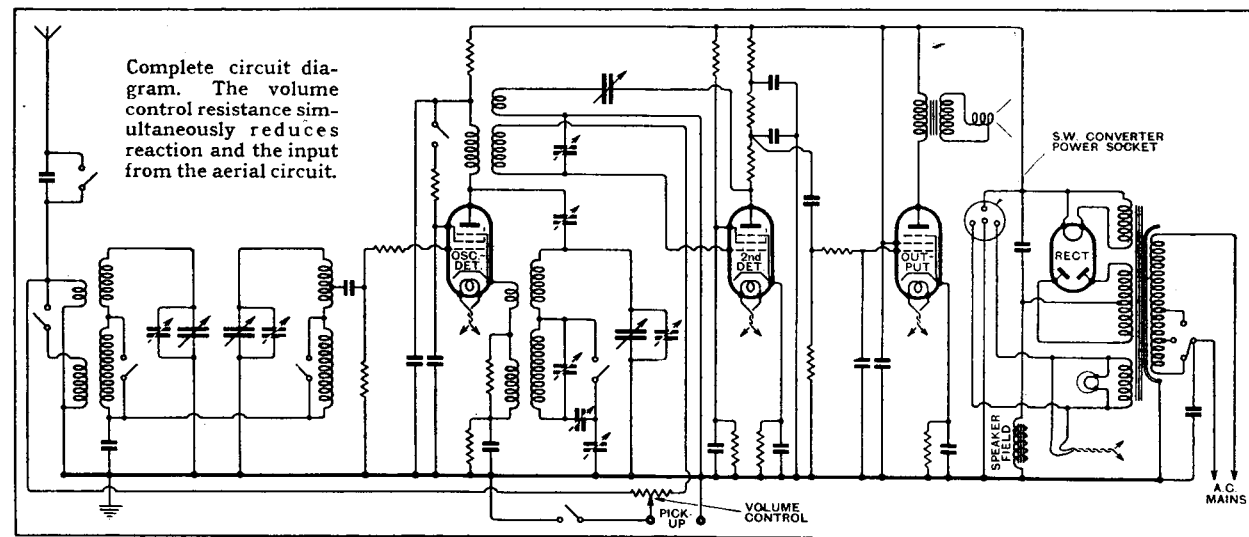 Complete circuit dia-
gram. The volume
control resistance sim-
ultaneously reduces
reaction and the input
from the aerial circuit.
S.W. CONVERTER
POWER SOCKET
OSC.-
DET.
2nd
DET.
OUT-
PUT
RECT.
SPEAKER
FIELD
PICK-
UP
VOLUME
CONTROL
A.C.
MAINS